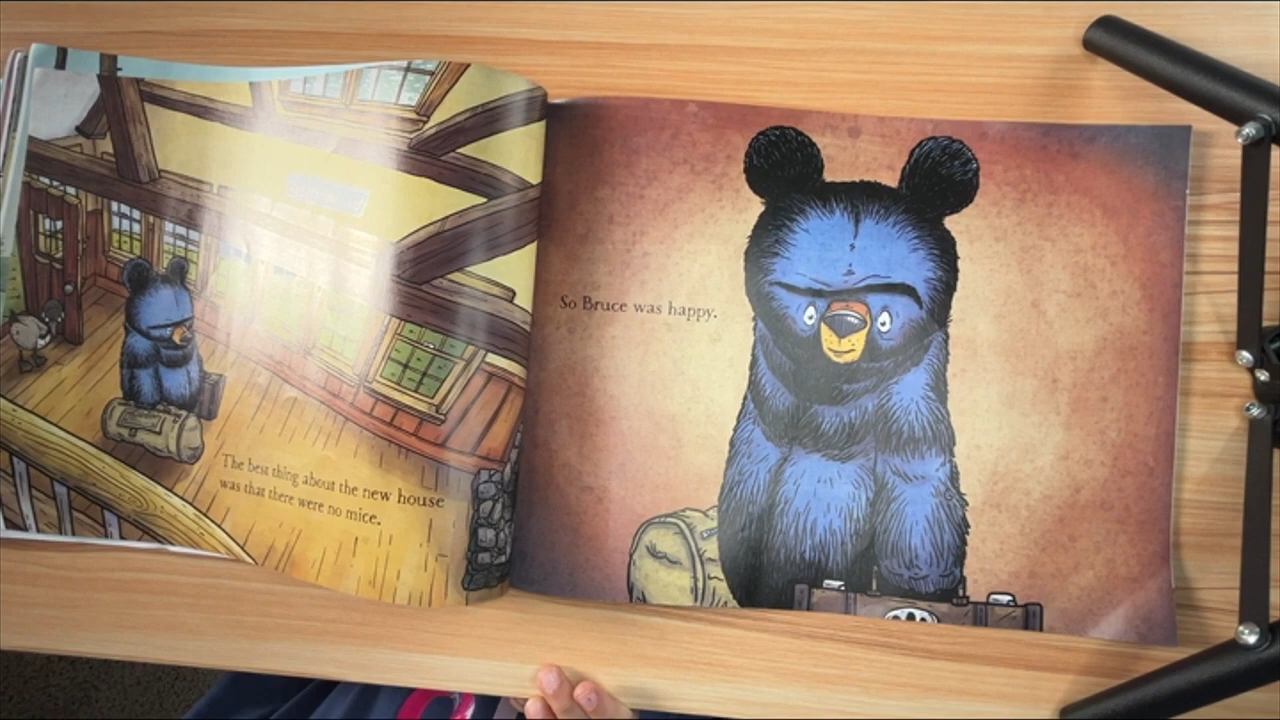 The best thing about the new house
was that there were no mice.
So Bruce was happy.